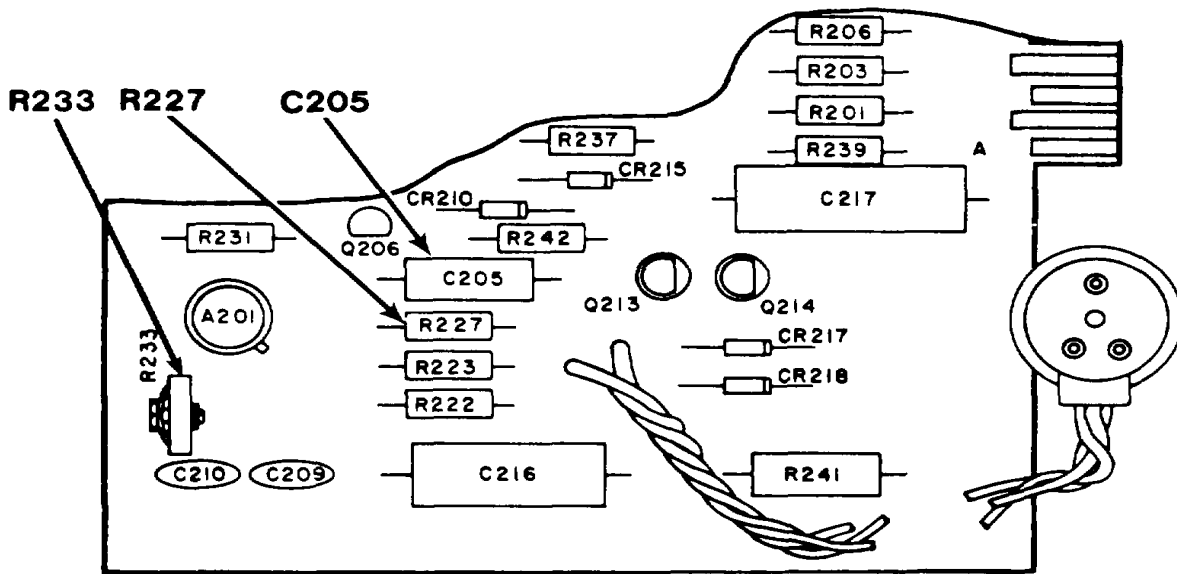 R206
R203
R233 R227 C205
R201
R237
R239
A
CR215
C217
CR210
R231
Q206
R242
C205
Q213
Q214
A201
R227
R233
CR217
R223
CR218
R222
C210
C209
C216
R241